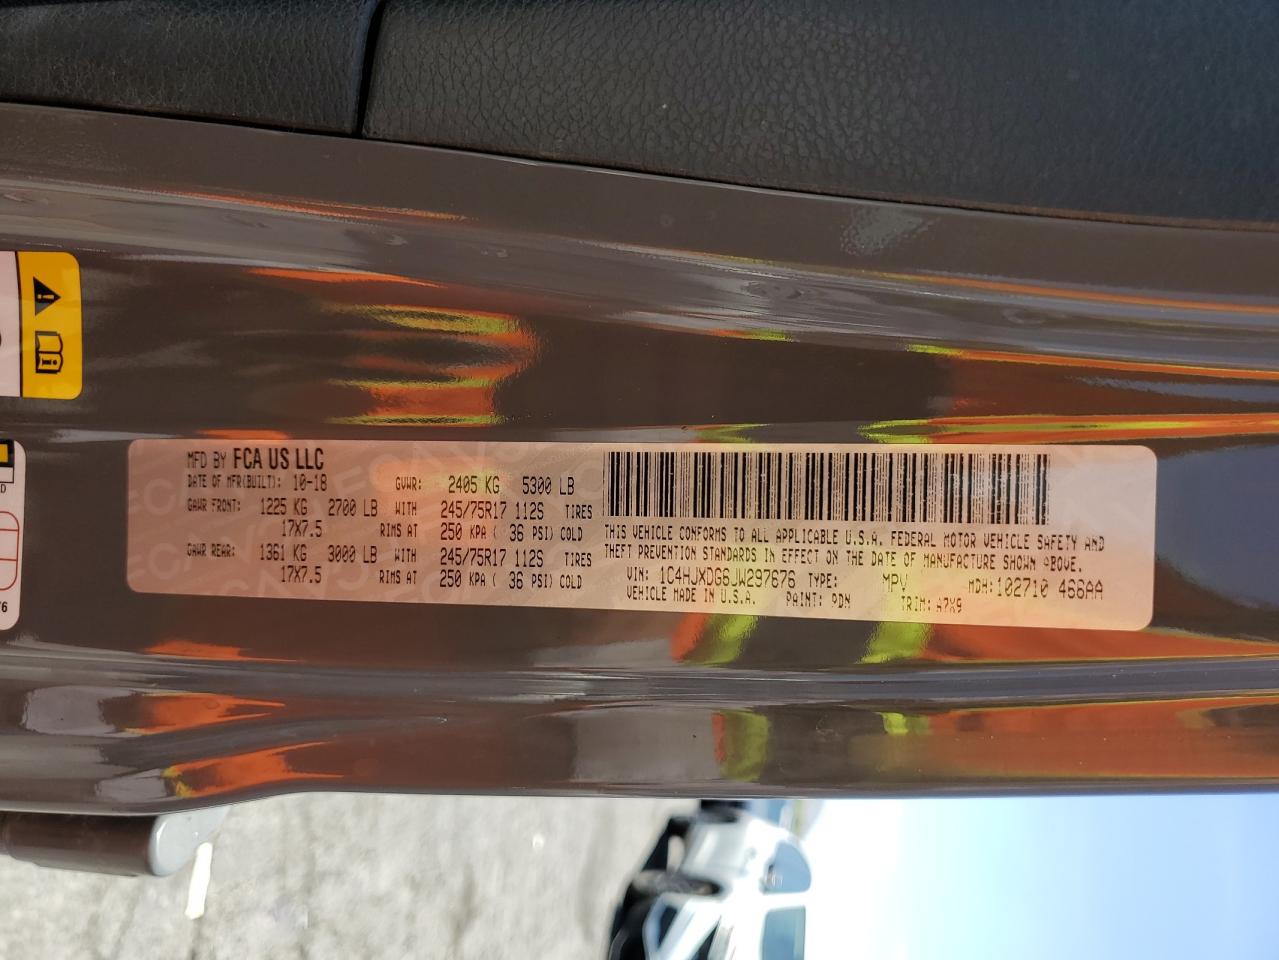 MFD BY FCA US LLC
DATE OF MFR(BUILT): 10-18 GVWR: 2405 KG 5300 LB
GAWR FRONT: 1225 KG 2700 LB WITH 245/75R17 112S TIRES
17X7.5 RIMS AT 250 KPA ( 36 PSI) COLD
GAWR REAR: 1361 KG 3000 LB WITH 245/75R17 112S TIRES
17X7.5 RIMS AT 250 KPA ( 36 PSI) COLD
THIS VEHICLE CONFORMS TO ALL APPLICABLE U.S.A. FEDERAL MOTOR VEHICLE SAFETY AND
THEFT PREVENTION STANDARDS IN EFFECT ON THE DATE OF MANUFACTURE SHOWN ABOVE.
VIN: 1C4HJXDG6JW297676 TYPE: MPV MDH:102710 466AA
VEHICLE MADE IN U.S.A. PAINT: PDN TRIM: A7X9